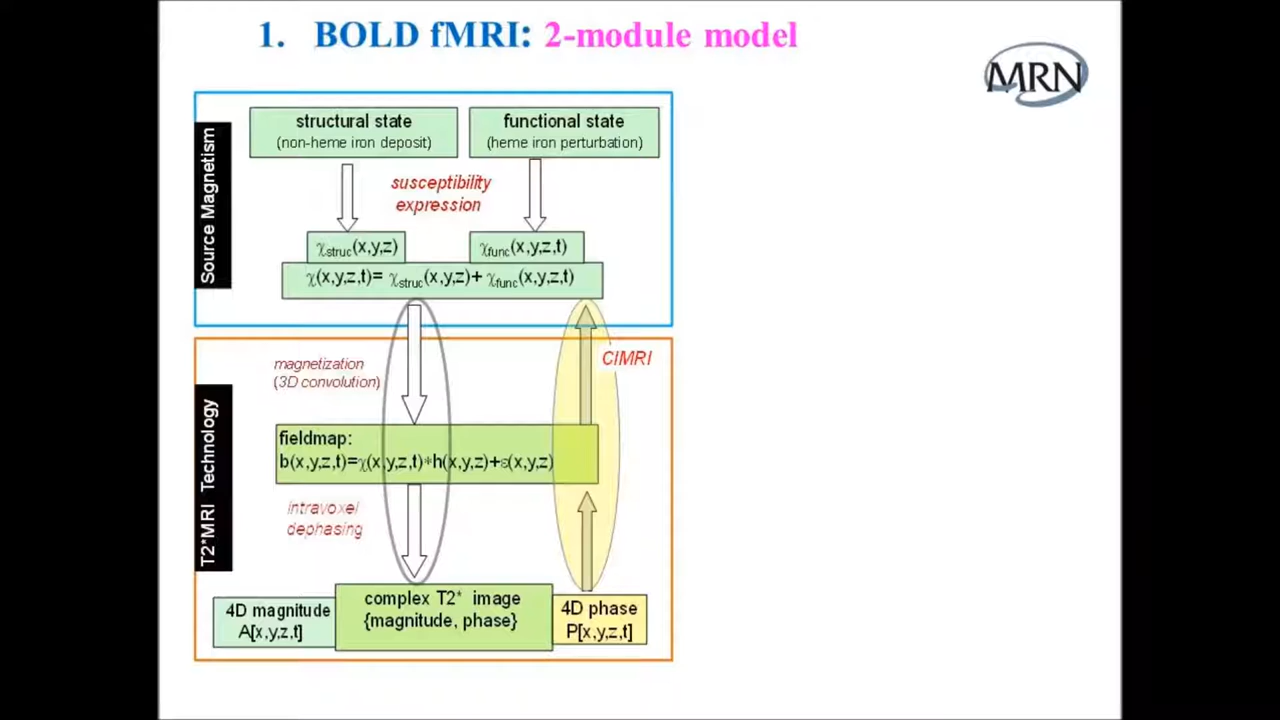 1. BOLD fMRI: 2-module model
MRN
Source Magnetism
structural state
(non-heme iron deposit)
functional state
(heme iron perturbation)
susceptibility
expression
χstruc(x,y,z)
χfunc(x,y,z,t)
χ(x,y,z,t)= χstruc(x,y,z)+ χfunc(x,y,z,t)
T2*MRI Technology
magnetization
(3D convolution)
CIMRI
fieldmap:
b(x,y,z,t)=χ(x,y,z,t)*h(x,y,z)+ε(x,y,z)
intravoxel
dephasing
4D magnitude
A[x,y,z,t]
complex T2* image
{magnitude, phase}
4D phase
P[x,y,z,t]